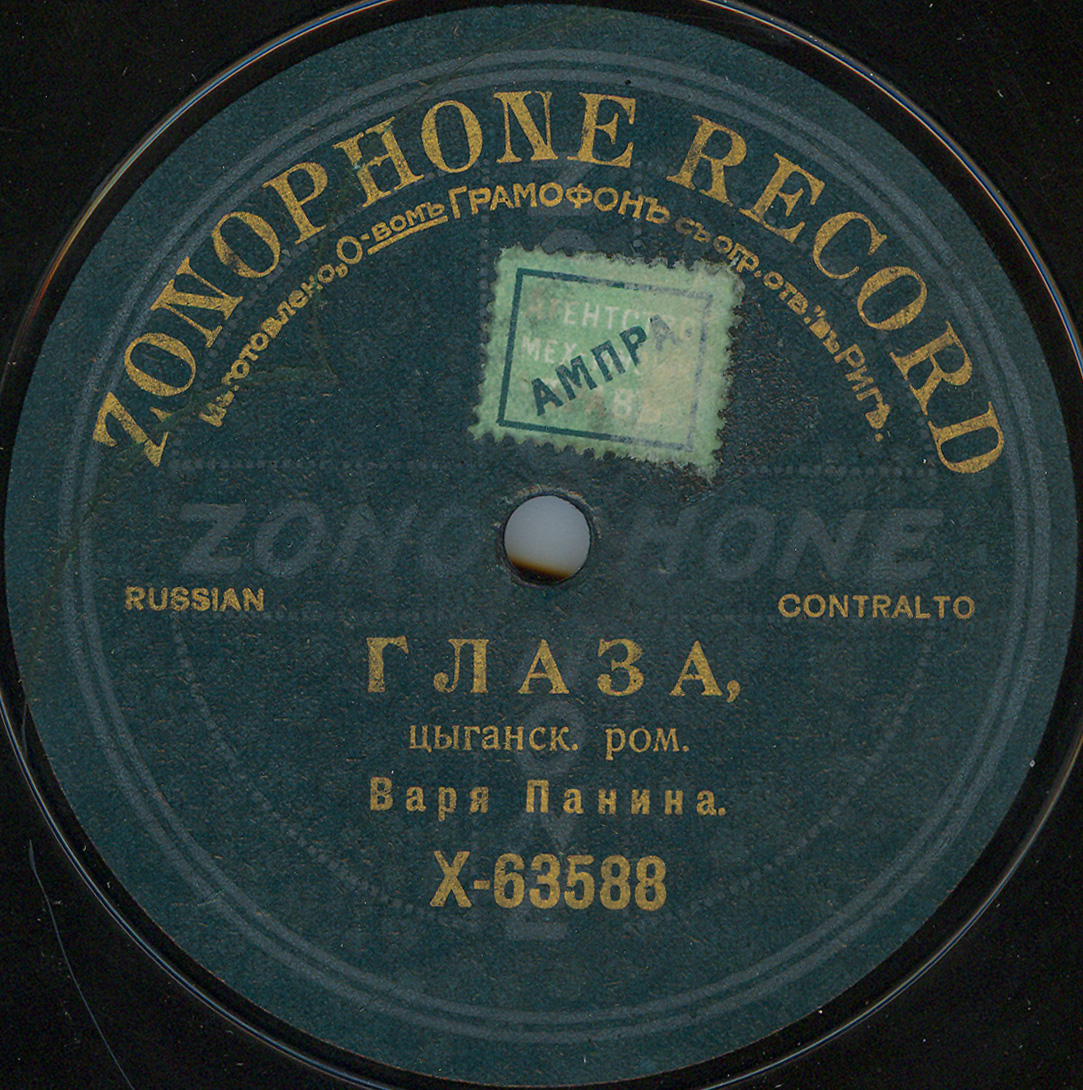 ZONOPHONE RECORD
Изготовлено „О-вомъ Грамофонъ съ огр. отв.” въ Ригѣ.
АМПРА
ZONOPHONE
RUSSIAN
CONTRALTO
ГЛАЗА,
цыганск. ром.
Варя Панина.
X-63588